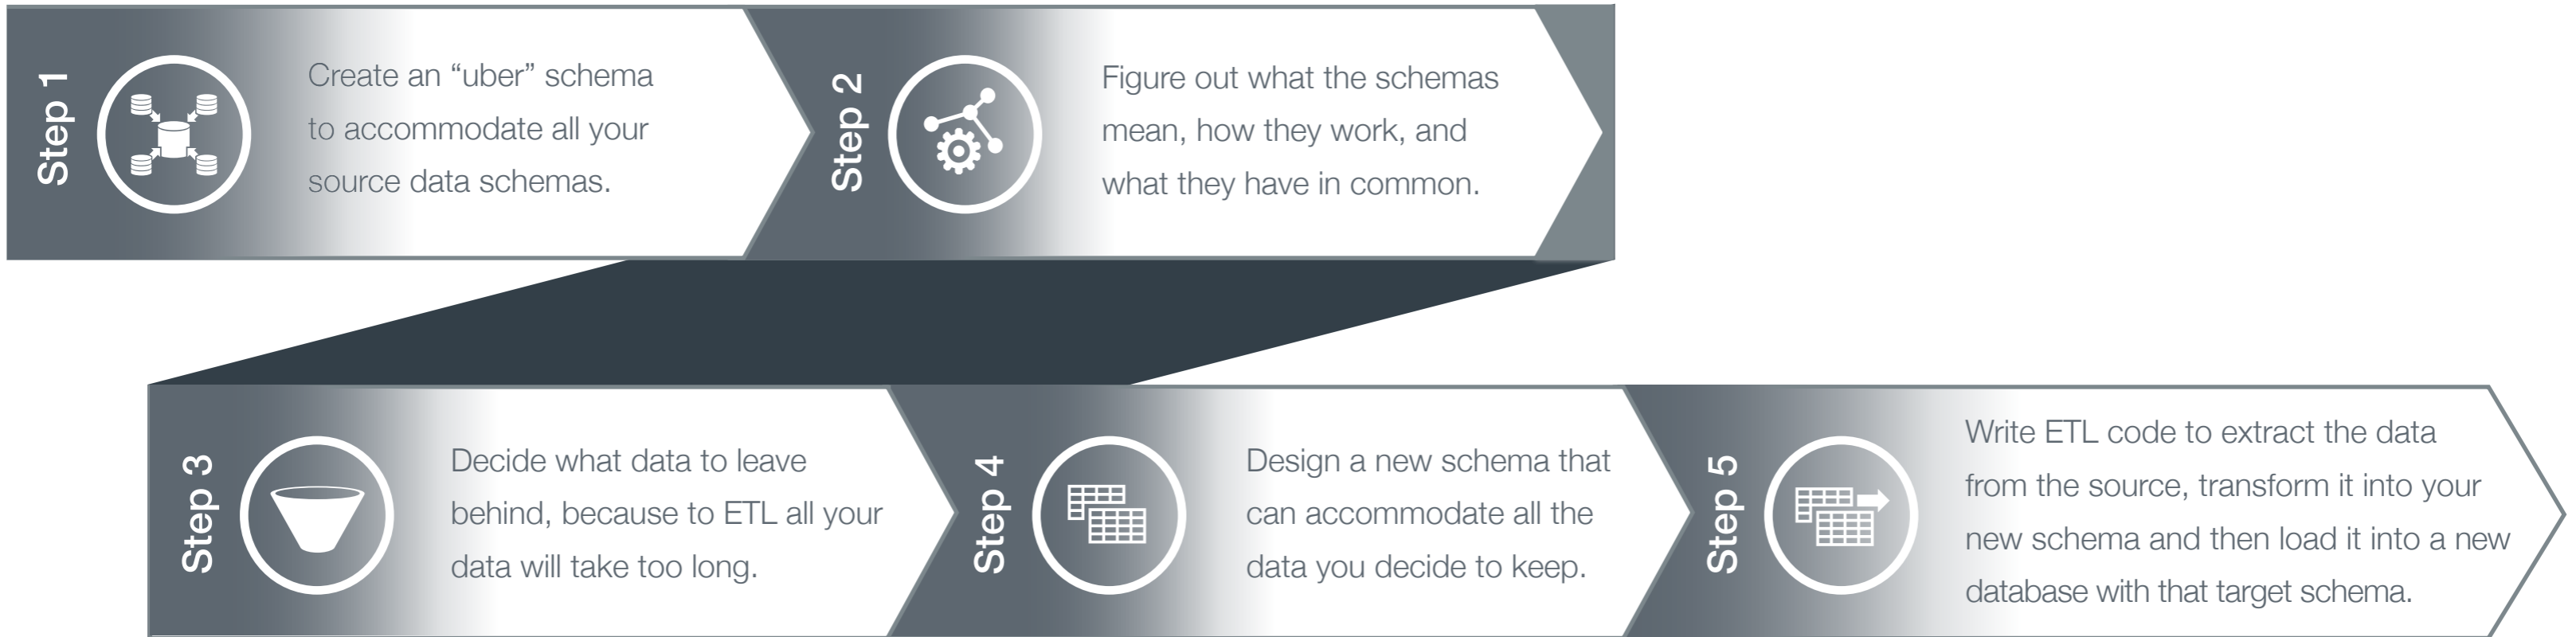 Step 1
Create an “uber” schema
to accommodate all your
source data schemas.
Step 2
Figure out what the schemas
mean, how they work, and
what they have in common.
Step 3
Decide what data to leave
behind, because to ETL all your
data will take too long.
Step 4
Design a new schema that
can accommodate all the
data you decide to keep.
Step 5
Write ETL code to extract the data
from the source, transform it into your
new schema and then load it into a new
database with that target schema.